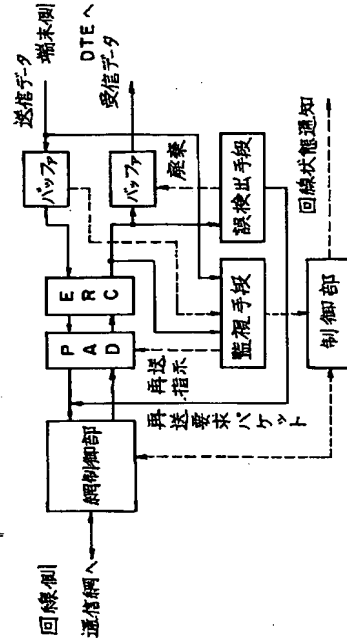 回線側
通信網へ
網制御部
再送要求パケット
再送
指示
PAD
ERC
バッファ
バッファ
送信データ
端末側
DTEへ
受信データ
廃棄
監視手段
誤検出手段
制御部
回線状態通知